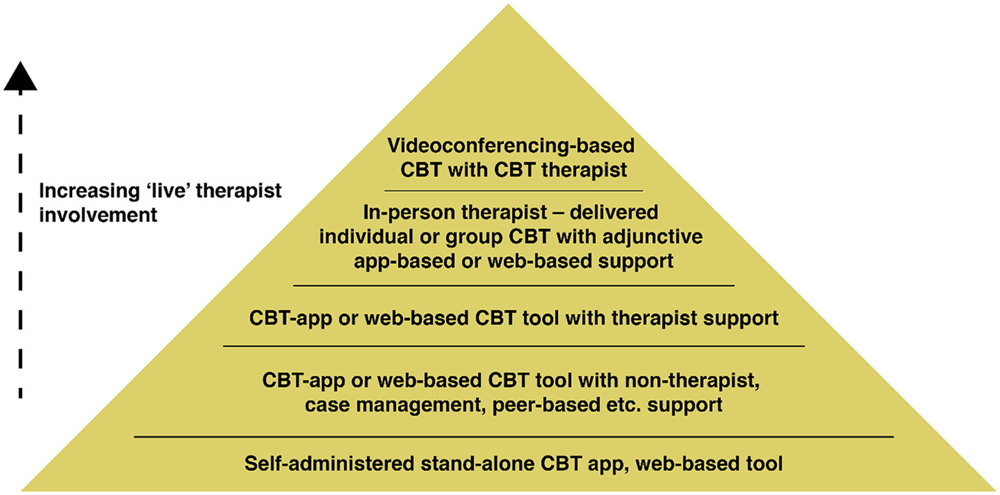 Videoconferencing-based
CBT with CBT therapist
Increasing ‘live’ therapist
involvement
In-person therapist – delivered
individual or group CBT with adjunctive
app-based or web-based support
CBT-app or web-based CBT tool with therapist support
CBT-app or web-based CBT tool with non-therapist,
case management, peer-based etc. support
Self-administered stand-alone CBT app, web-based tool